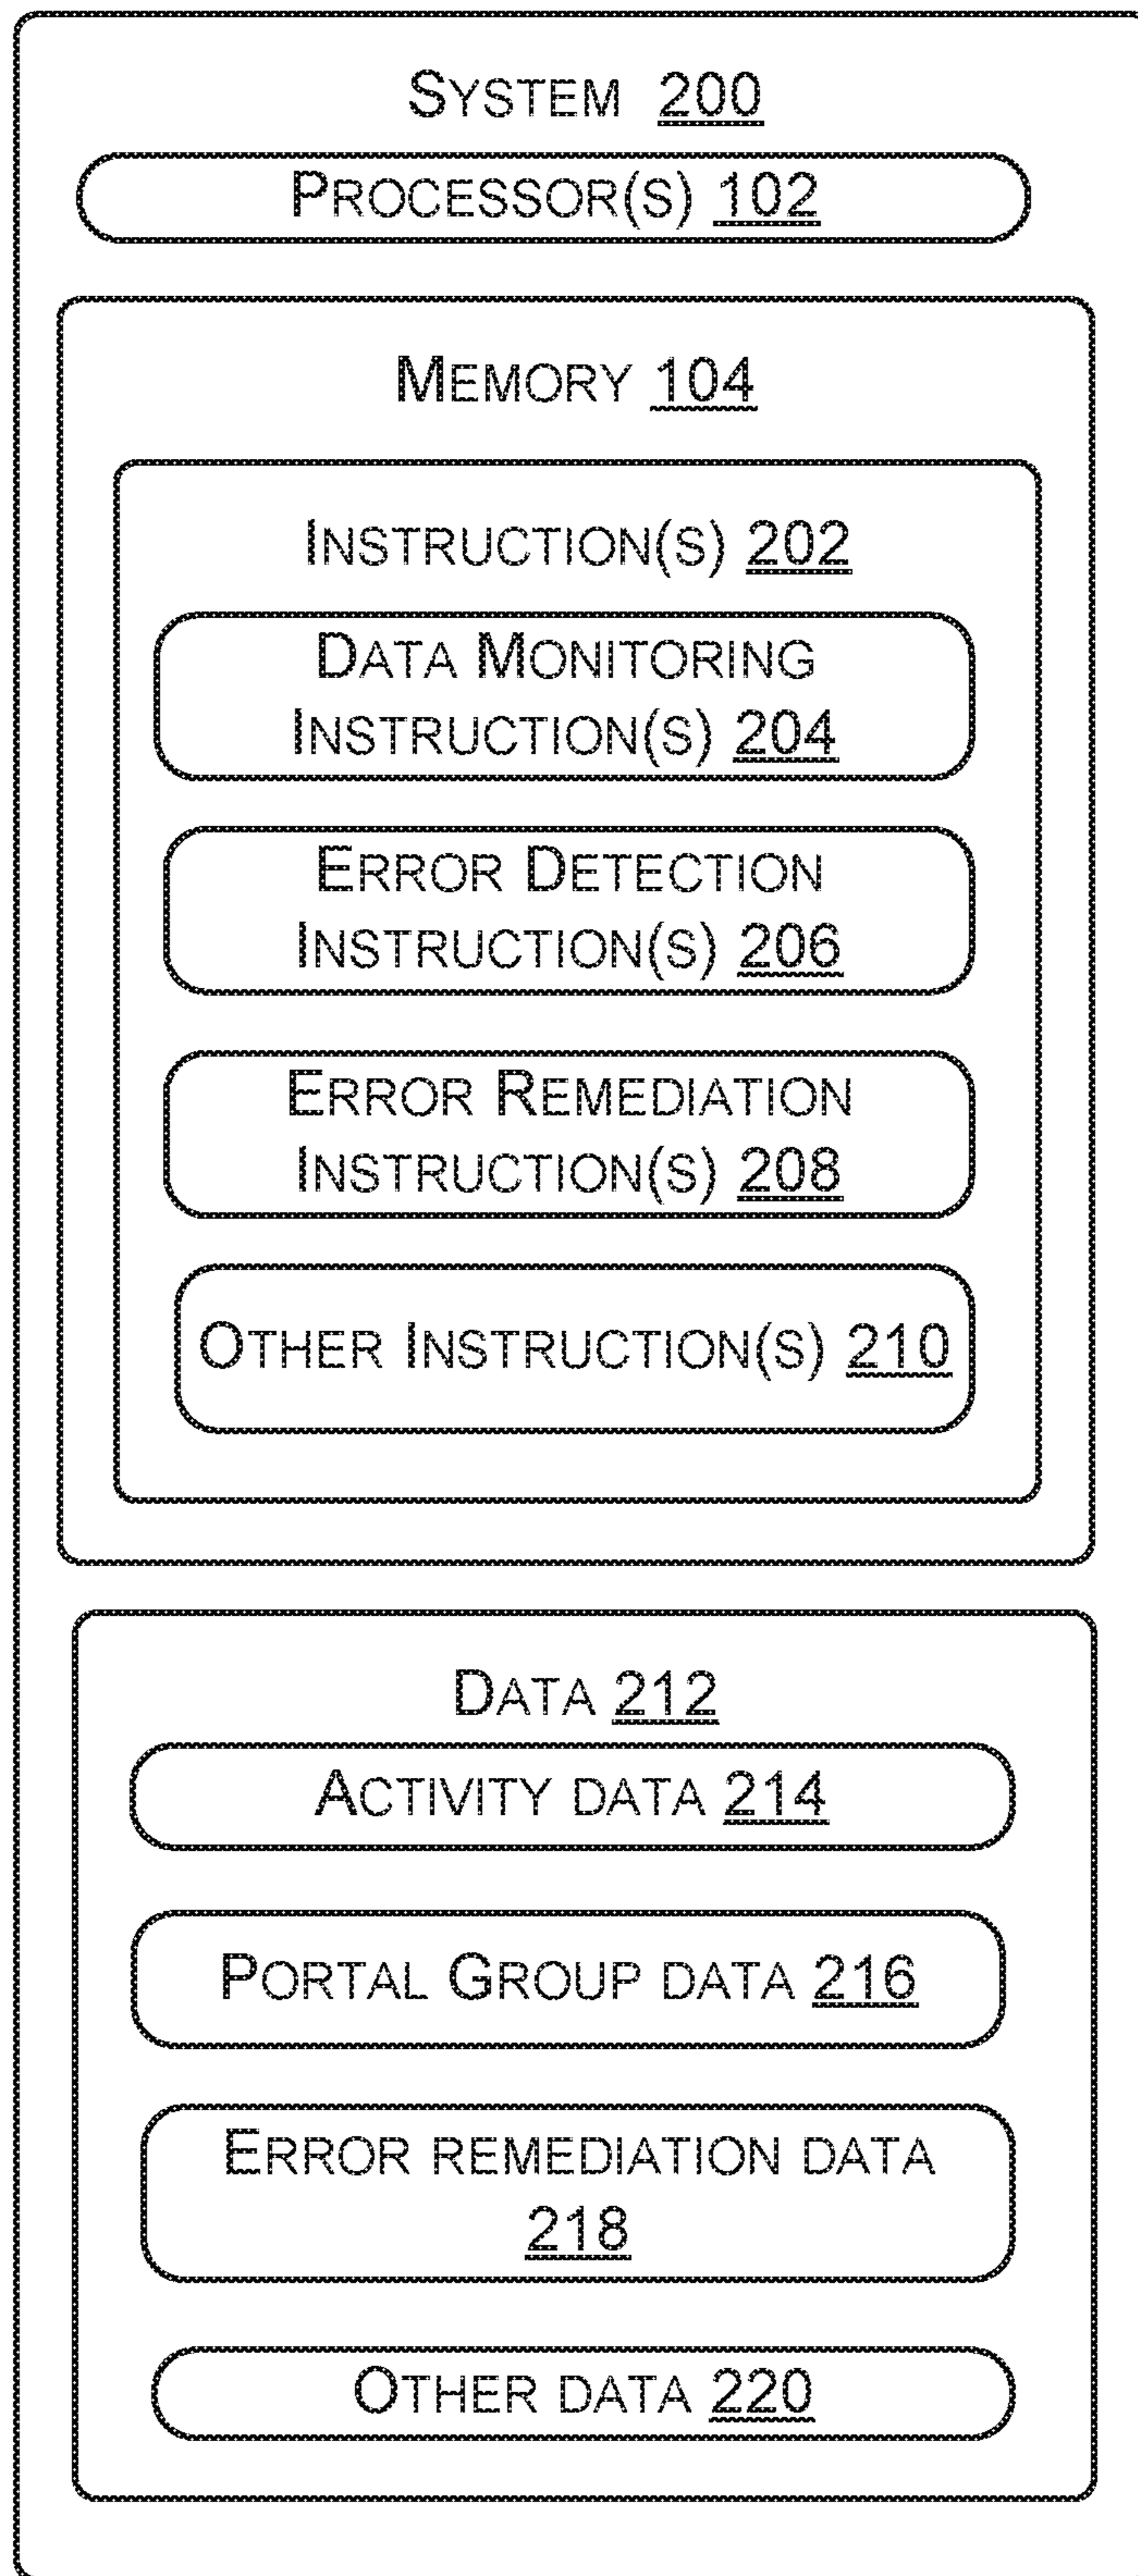 SYSTEM 200
PROCESSOR(S) 102
MEMORY 104
INSTRUCTION(S) 202
DATA MONITORING
INSTRUCTION(S) 204
ERROR DETECTION
INSTRUCTION(S) 206
ERROR REMEDIATION
INSTRUCTION(S) 208
OTHER INSTRUCTION(S) 210
DATA 212
ACTIVITY DATA 214
PORTAL GROUP DATA 216
ERROR REMEDIATION DATA
218
OTHER DATA 220